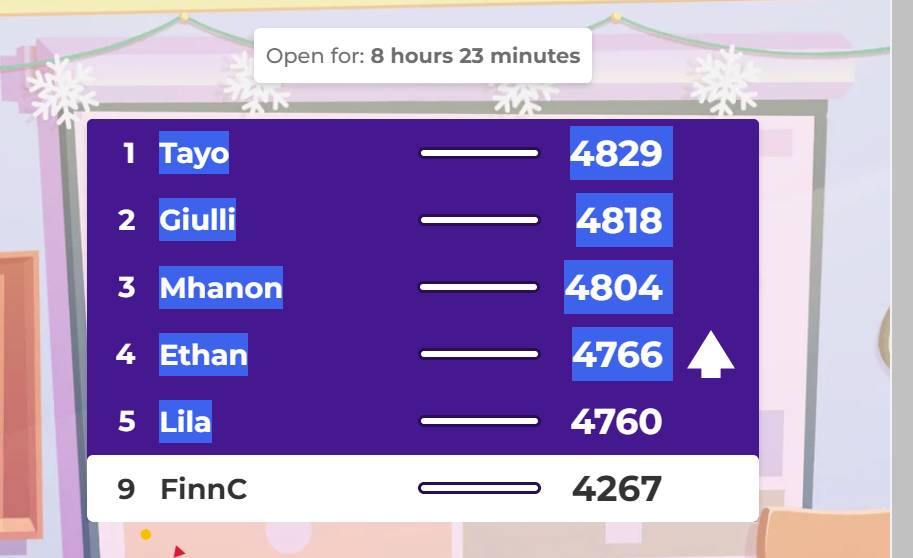 Open for: 8 hours 23 minutes
1 Tayo 4829
2 Giulli 4818
3 Mhanon 4804
4 Ethan 4766
5 Lila 4760
9 FinnC 4267